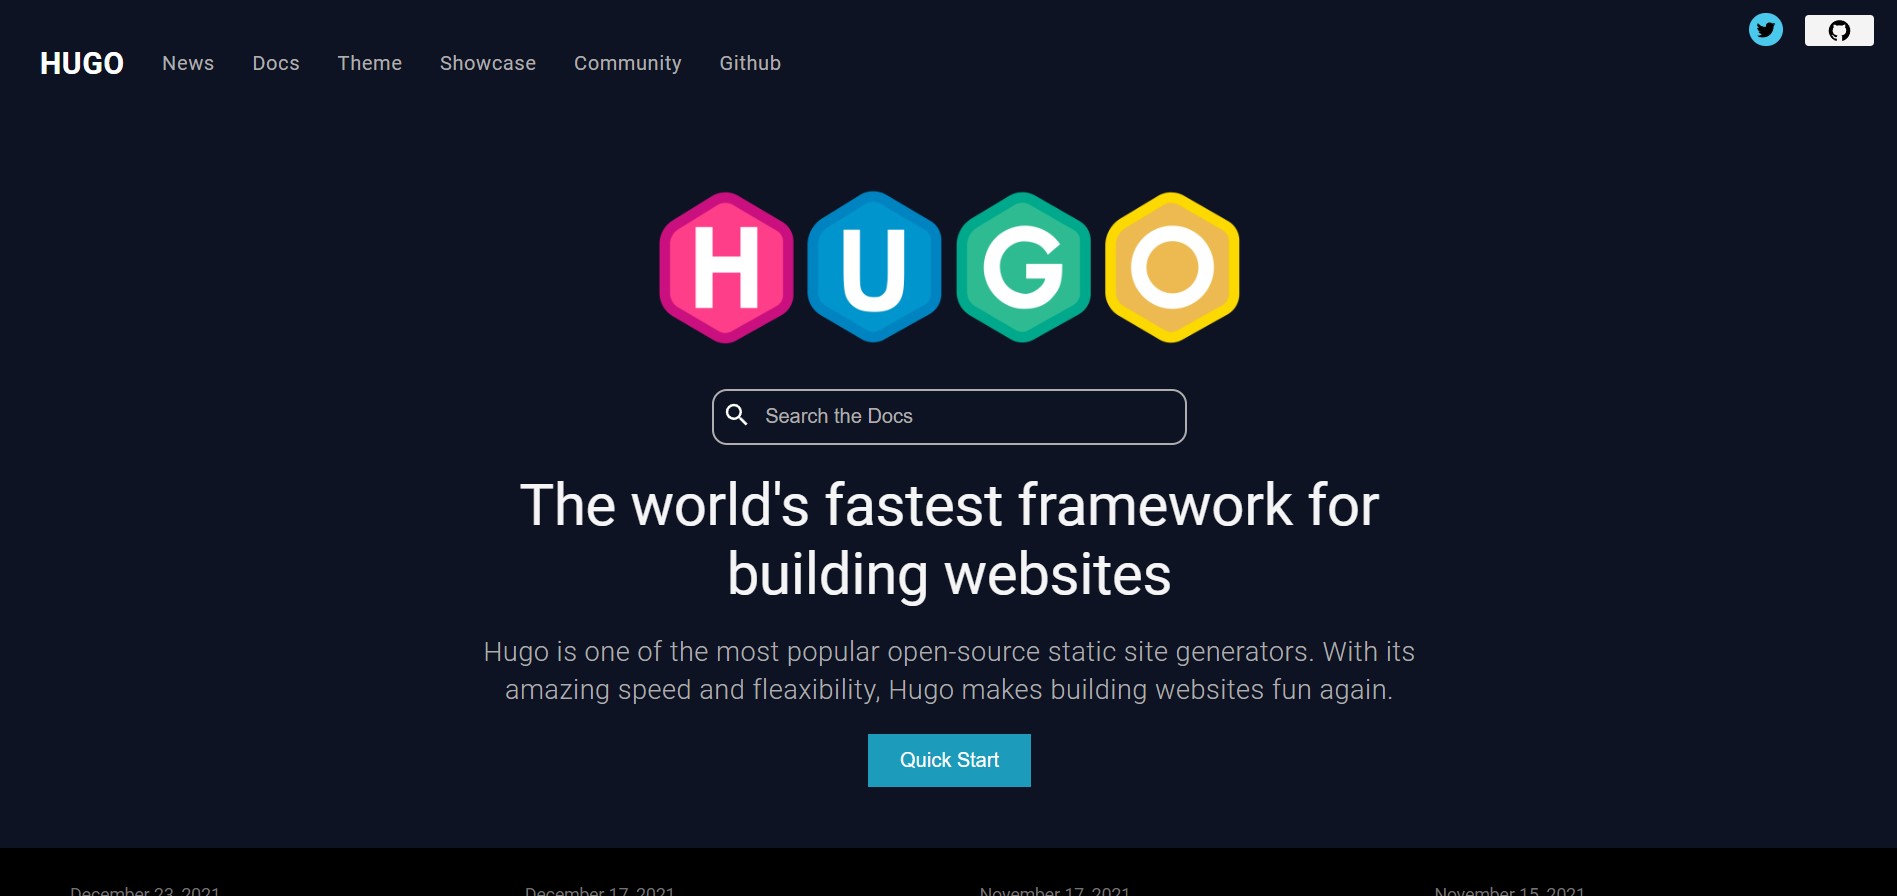 HUGO News Docs Theme Showcase Community Github
HUGO
Search the Docs
The world's fastest framework for
building websites
Hugo is one of the most popular open-source static site generators. With its
amazing speed and fleaxibility, Hugo makes building websites fun again.
Quick Start
December 23, 2021 December 17, 2021 November 17, 2021 November 15, 2021